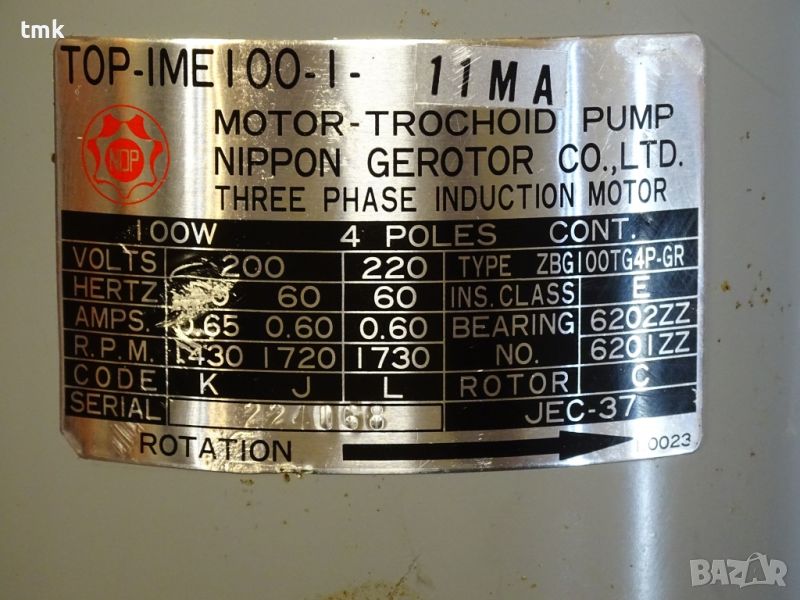 tmk
TOP-IME100-1- 11MA
NOP
MOTOR-TROCHOID PUMP
NIPPON GEROTOR CO.,LTD.
THREE PHASE INDUCTION MOTOR
100W 4 POLES CONT.
VOLTS 200 220 TYPE ZBG100TG4P-GR
HERTZ 60 60 INS.CLASS E
AMPS. 0.65 0.60 0.60 BEARING 6202ZZ
R.P.M. 1430 1720 1730 NO. 6201ZZ
CODE K J L ROTOR C
SERIAL JEC-37
ROTATION
BAZAR